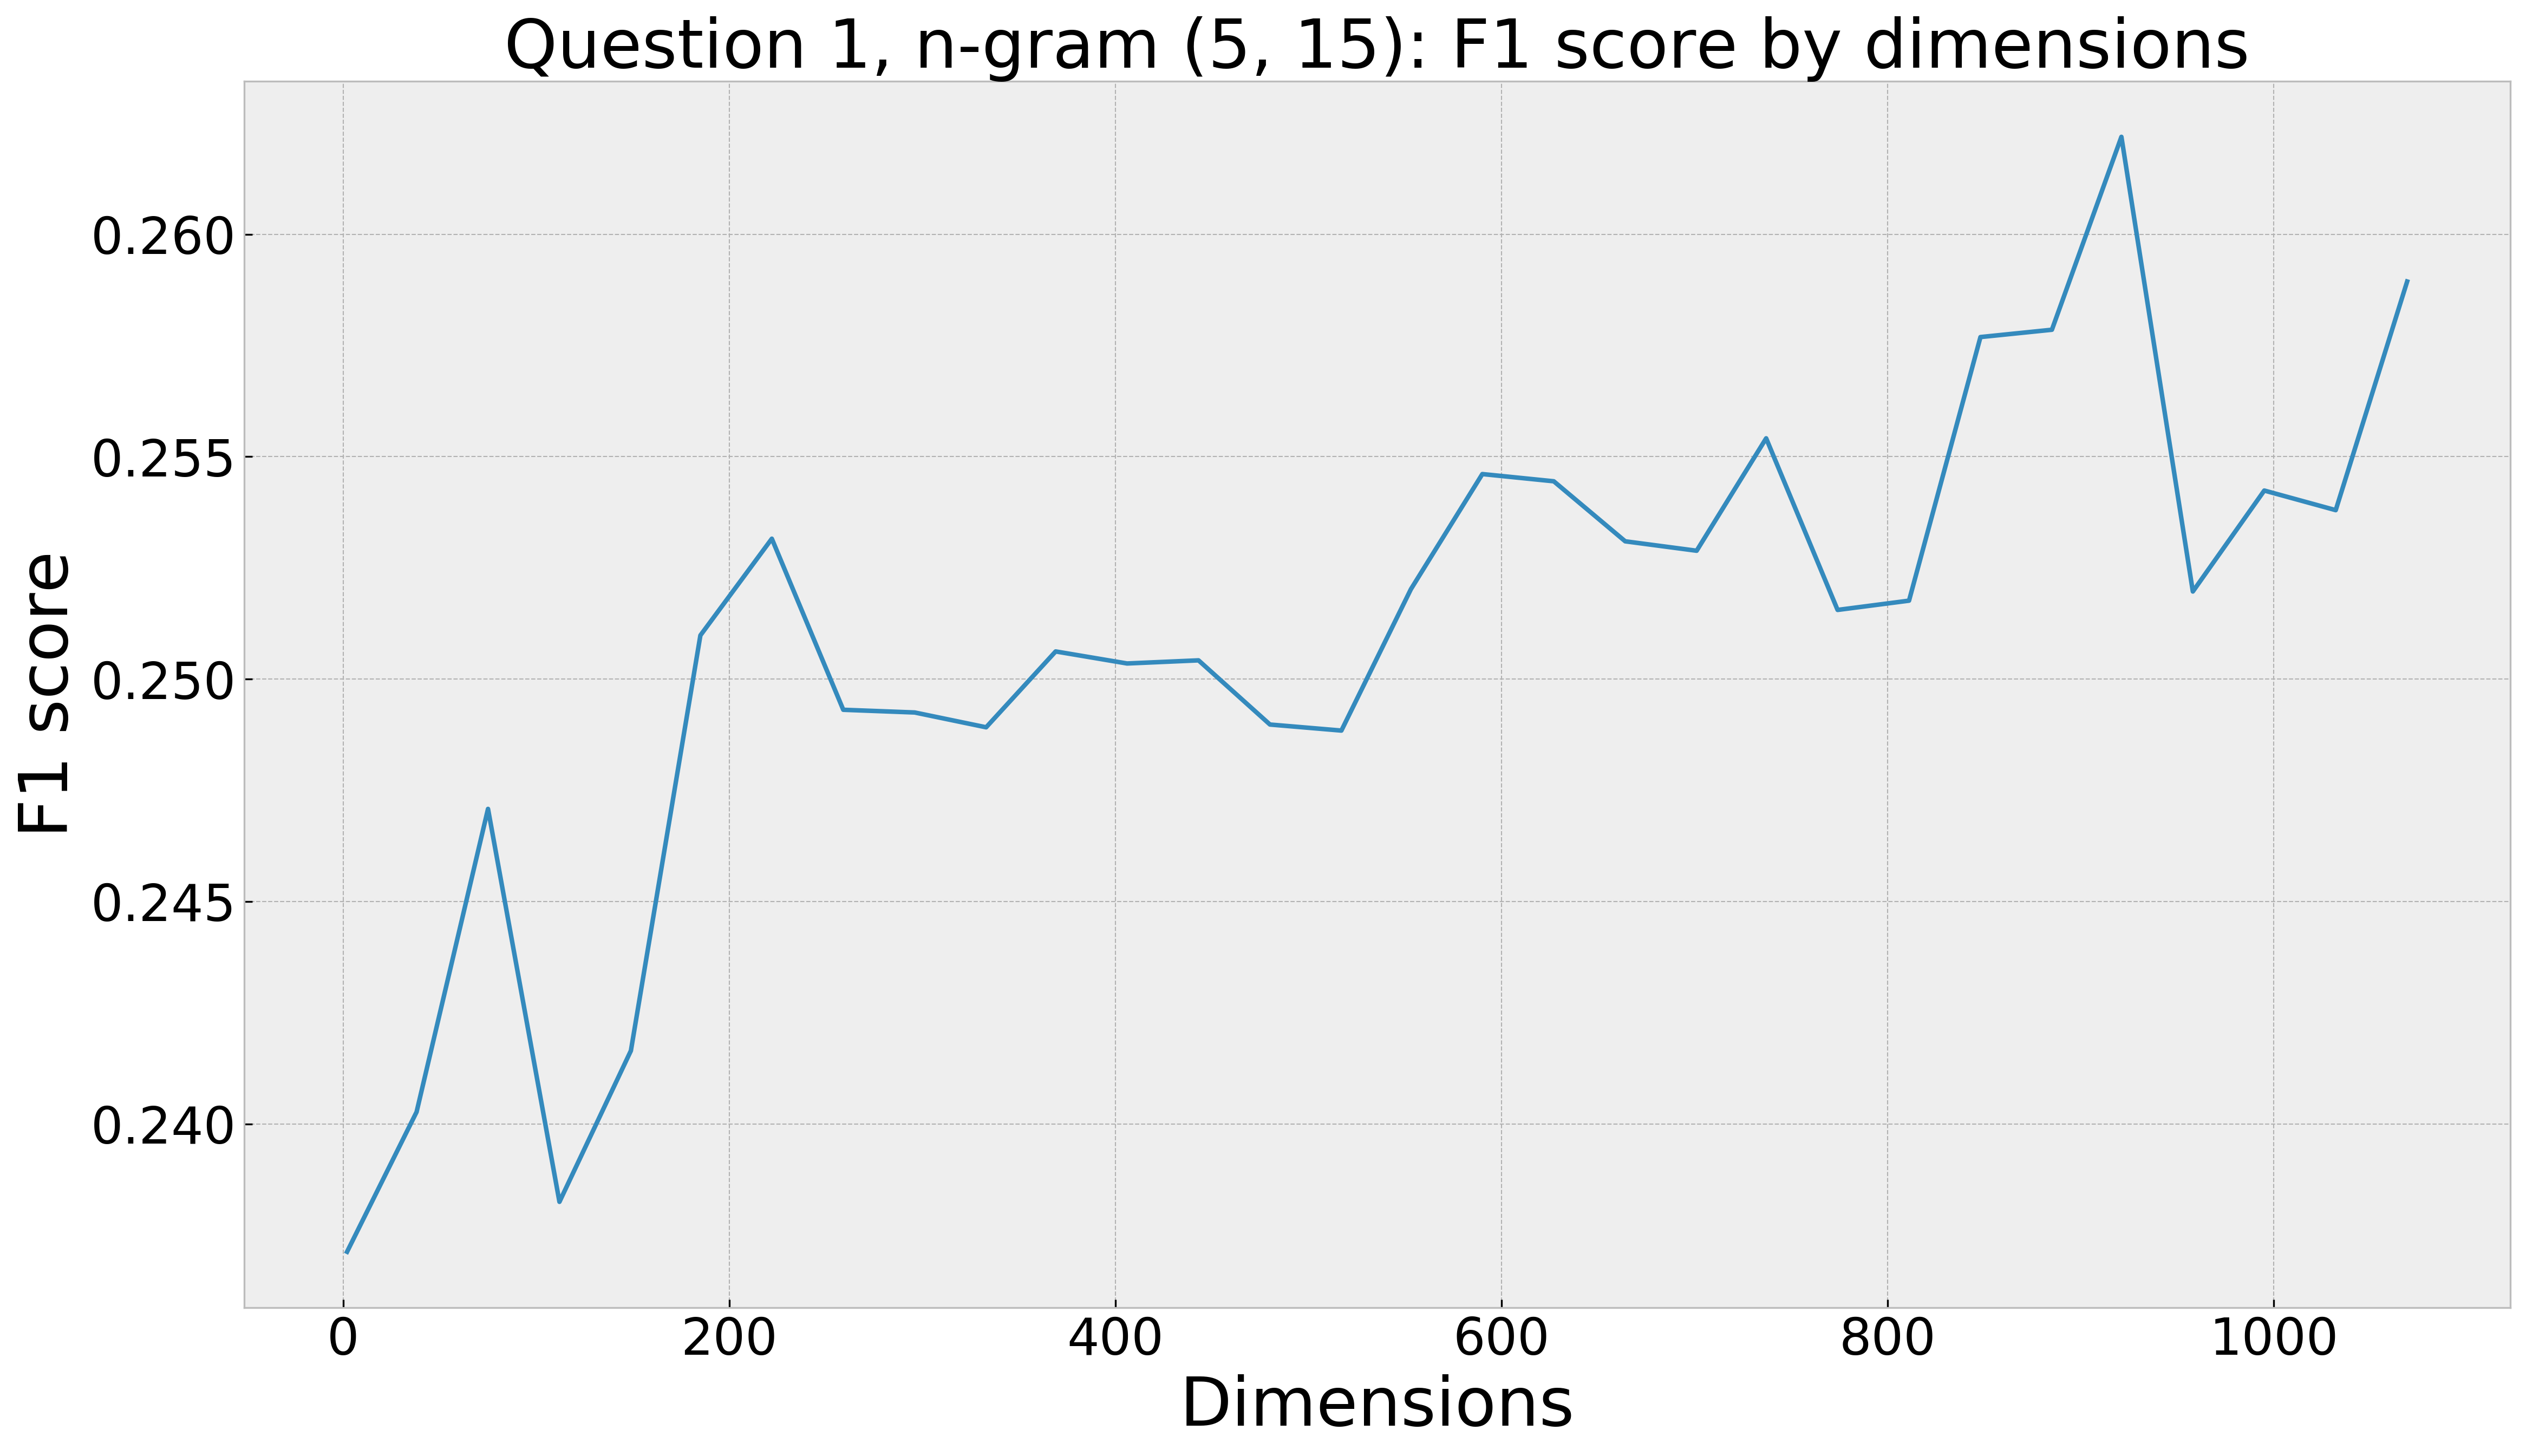 Question 1, n-gram (5, 15): F1 score by dimensions
F1 score
0.260
0.255
0.250
0.245
0.240
0 200 400 600 800 1000
Dimensions